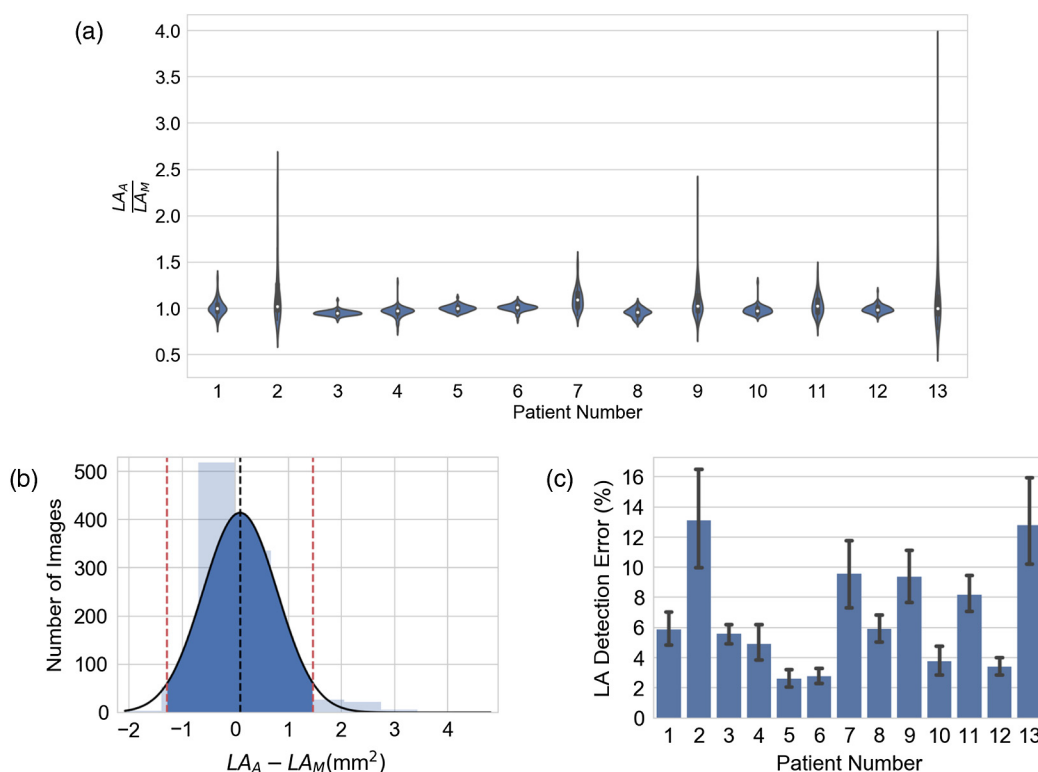 (a)
4.0
3.5
3.0
2.5
2.0
1.5
1.0
0.5
LA_A
LA_M
1 2 3 4 5 6 7 8 9 10 11 12 13
Patient Number
(b)
500
400
300
200
100
0
Number of Images
−2 −1 0 1 2 3 4
LA_A − LA_M(mm²)
(c)
16
14
12
10
8
6
4
2
0
LA Detection Error (%)
1 2 3 4 5 6 7 8 9 10 11 12 13
Patient Number